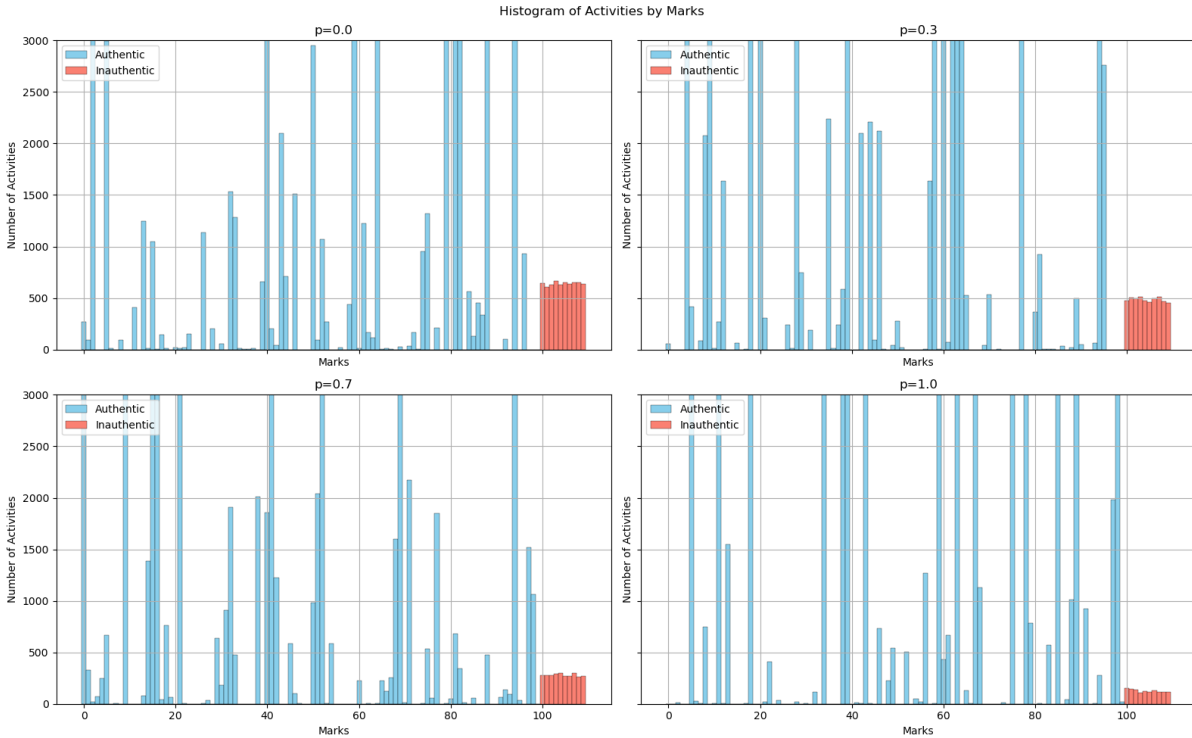 Histogram of Activities by Marks
p=0.0
3000
2500
2000
1500
1000
500
0
Number of Activities
Authentic
Inauthentic
Marks
p=0.3
Number of Activities
Authentic
Inauthentic
Marks
p=0.7
3000
2500
2000
1500
1000
500
0
Number of Activities
Authentic
Inauthentic
0 20 40 60 80 100
Marks
p=1.0
Number of Activities
Authentic
Inauthentic
0 20 40 60 80 100
Marks